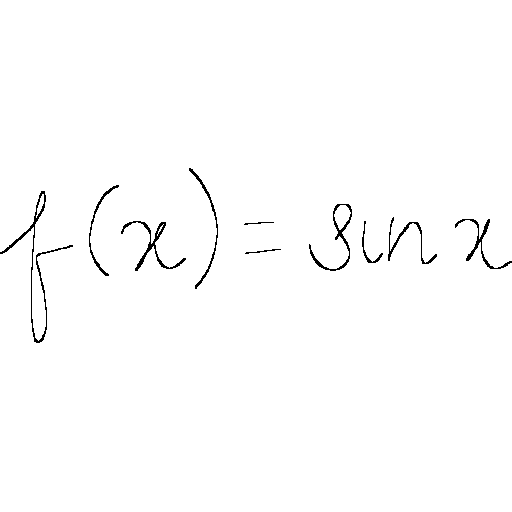 f(x) = sin x